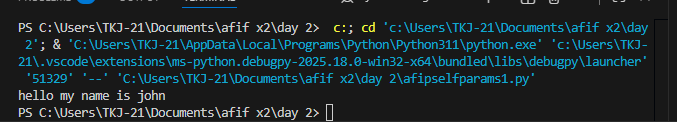 PS C:\Users\TKJ-21\Documents\afif x2\day 2>  c:; cd 'c:\Users\TKJ-21\Documents\afif x2\day
 2'; & 'C:\Users\TKJ-21\AppData\Local\Programs\Python\Python311\python.exe' 'c:\Users\TKJ-
21\.vscode\extensions\ms-python.debugpy-2025.18.0-win32-x64\bundled\libs\debugpy\launcher'
 '51329' '--' 'C:\Users\TKJ-21\Documents\afif x2\day 2\afipselfparams1.py'
hello my name is john
PS C:\Users\TKJ-21\Documents\afif x2\day 2>